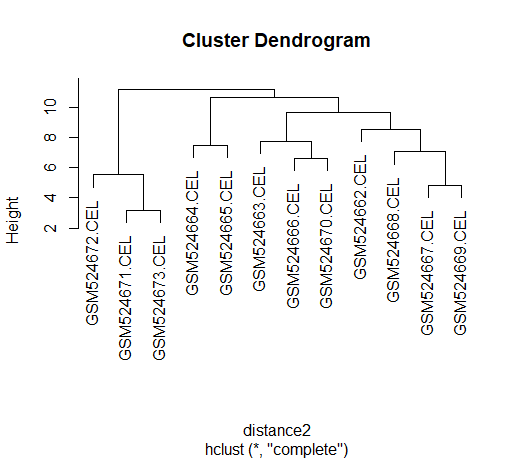 Cluster Dendrogram
Height
10
8
6
4
2
GSM524672.CEL
GSM524671.CEL
GSM524673.CEL
GSM524664.CEL
GSM524665.CEL
GSM524663.CEL
GSM524666.CEL
GSM524670.CEL
GSM524662.CEL
GSM524668.CEL
GSM524667.CEL
GSM524669.CEL
distance2
hclust (*, "complete")